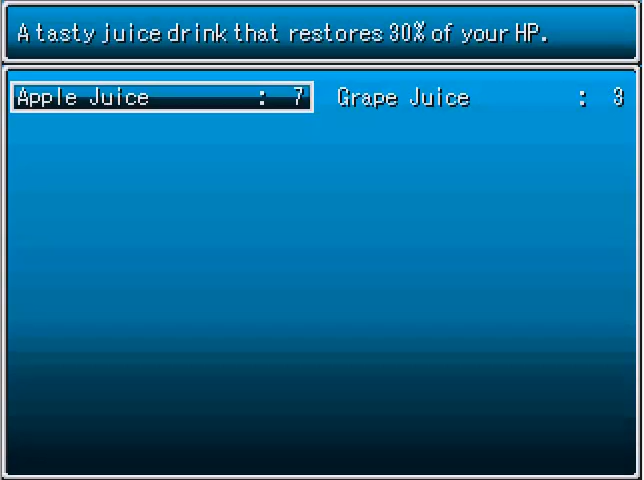 A tasty juice drink that restores 30% of your HP.
Apple Juice : 7 Grape Juice : 3